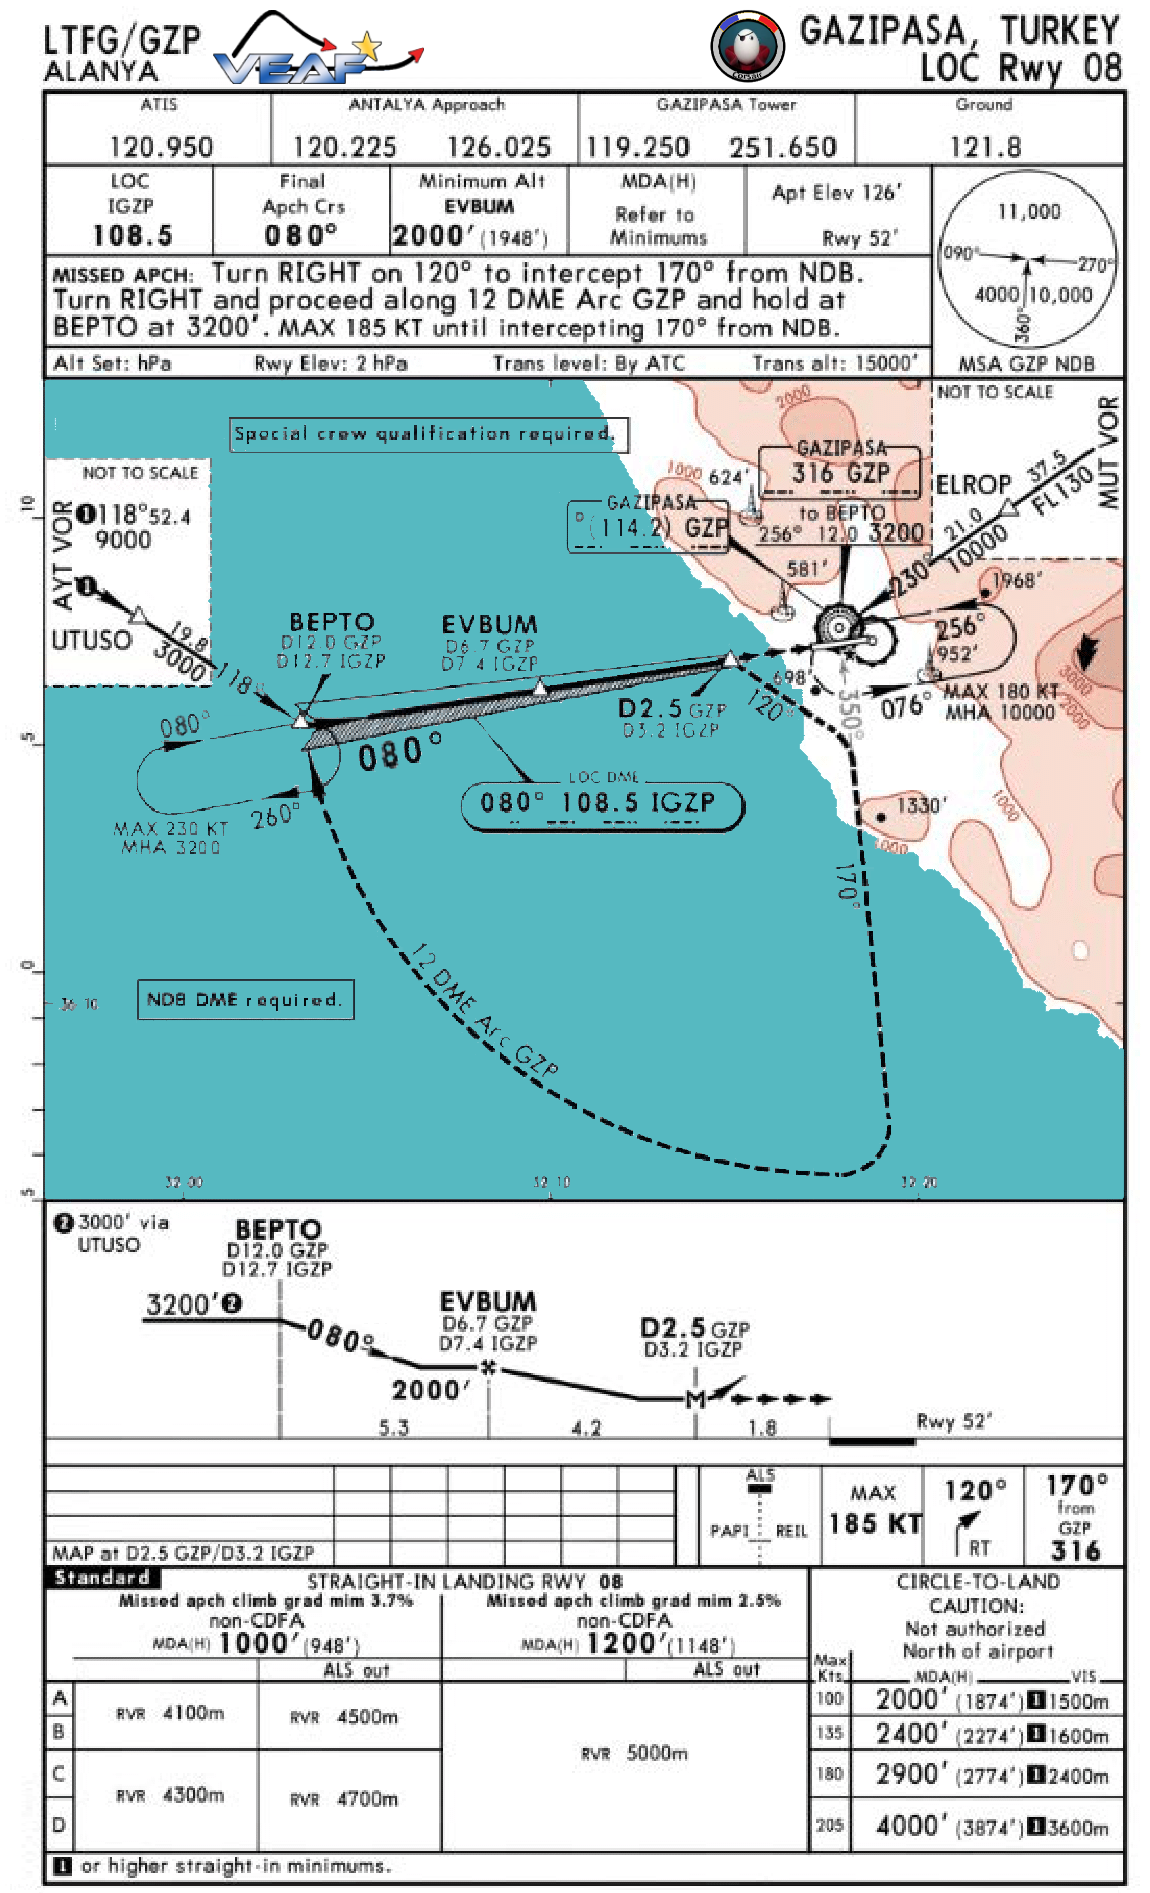 LTFG/GZP
ALANYA
VEAF
Corsair
GAZIPASA, TURKEY
LOC Rwy 08
ATIS
120.950
ANTALYA Approach
120.225 126.025
GAZIPASA Tower
119.250 251.650
Ground
121.8
LOC
IGZP
108.5
Final
Apch Crs
080°
Minimum Alt
EVBUM
2000' (1948')
MDA(H)
Refer to
Minimums
Apt Elev 126'
Rwy 52'
11,000
090°
270°
4000 10,000
360°
MSA GZP NDB
MISSED APCH: Turn RIGHT on 120° to intercept 170° from NDB.
Turn RIGHT and proceed along 12 DME Arc GZP and hold at
BEPTO at 3200'. MAX 185 KT until intercepting 170° from NDB.
Alt Set: hPa Rwy Elev: 2 hPa Trans level: By ATC Trans alt: 15000'
Special crew qualification required.
NOT TO SCALE
AYT VOR
1 118° 52.4
9000
1
UTUSO
19.8
3000
118°
2000
1000
624'
GAZIPASA
316 GZP
to BEPTO
256° 12.0 3200
GAZIPASA
D (114.2) GZP
581'
NOT TO SCALE
MUT VOR
ELROP
37.5
FL130
21.0
10000
230°
1968'
256°
952'
076°
MAX 180 KT
MHA 10000
3000
2000
698'
350°
120°
BEPTO
D12.0 GZP
D12.7 IGZP
EVBUM
D6.7 GZP
D7.4 IGZP
D2.5 GZP
D3.2 IGZP
080°
080°
260°
MAX 230 KT
MHA 3200
LOC DME
080° 108.5 IGZP
1330'
1000
1000
170°
12 DME Arc GZP
NDB DME required.
10
5
0
5
36-10
32-00
32-10
32-20
2 3000' via
UTUSO
BEPTO
D12.0 GZP
D12.7 IGZP
3200' 2
080°
EVBUM
D6.7 GZP
D7.4 IGZP
2000'
D2.5 GZP
D3.2 IGZP
M
5.3
4.2
1.8
Rwy 52'
MAP at D2.5 GZP/D3.2 IGZP
ALS
PAPI REIL
MAX
185 KT
120°
RT
170°
from
GZP
316
Standard
STRAIGHT-IN LANDING RWY 08
Missed apch climb grad mim 3.7%
non-CDFA
MDA(H) 1000' (948')
Missed apch climb grad mim 2.5%
non-CDFA
MDA(H) 1200' (1148')
ALS out
ALS out
CIRCLE-TO-LAND
CAUTION:
Not authorized
North of airport
Max
Kts
MDA(H) VIS
A
B
C
D
RVR 4100m
RVR 4500m
RVR 4300m
RVR 4700m
RVR 5000m
100 2000' (1874') 1 1500m
135 2400' (2274') 1 1600m
180 2900' (2774') 1 2400m
205 4000' (3874') 1 3600m
1 or higher straight-in minimums.